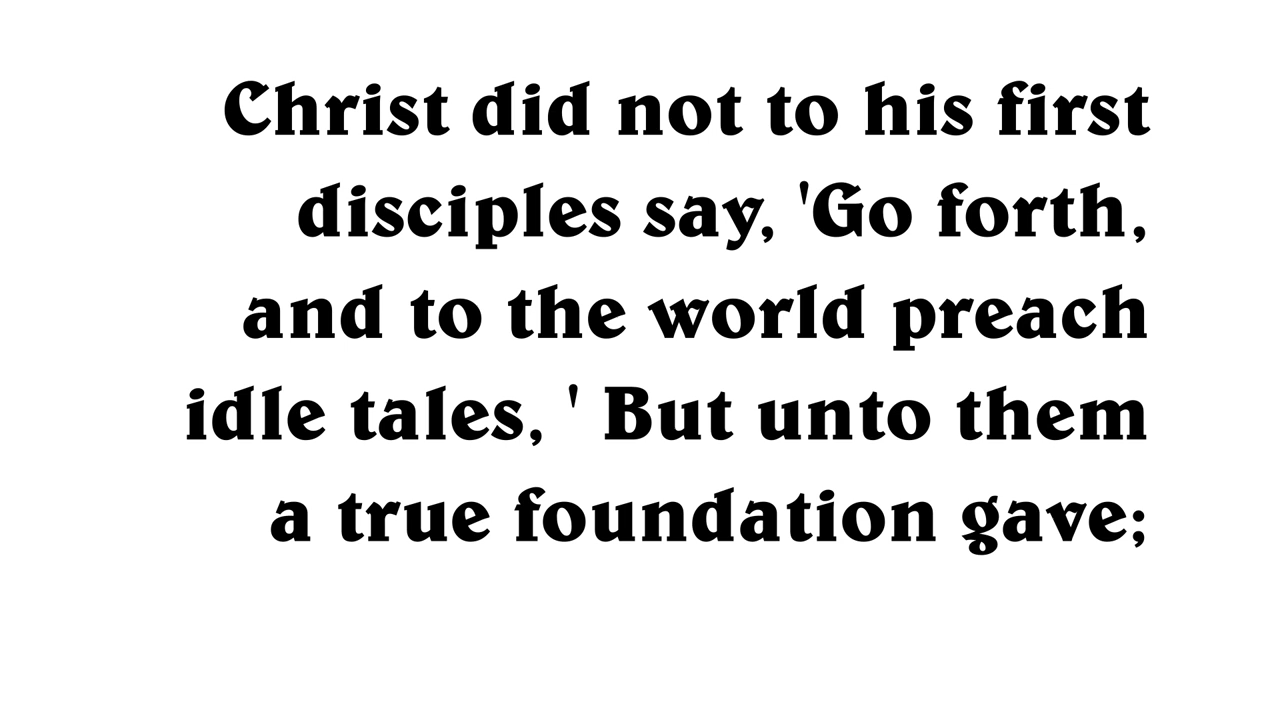 Christ did not to his first
disciples say, 'Go forth,
and to the world preach
idle tales, ' But unto them
a true foundation gave;